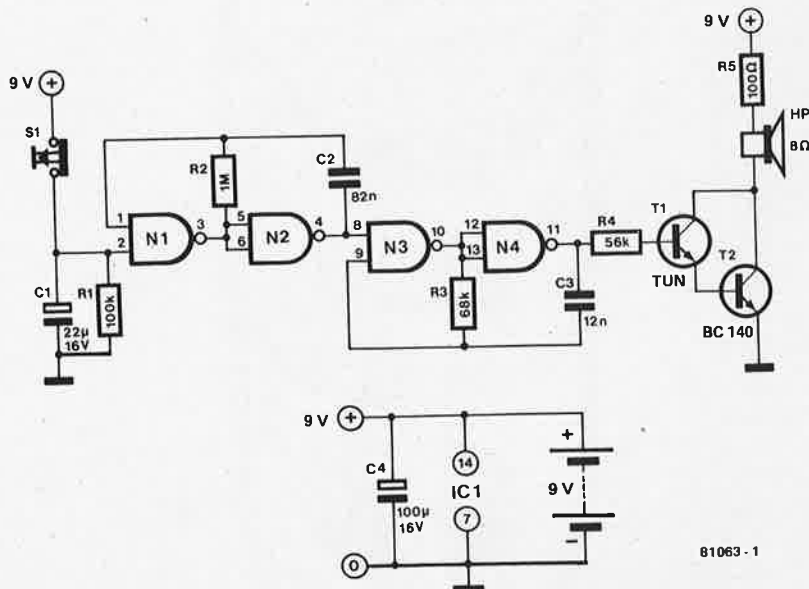 9 V +
R5
100Ω
9 V +
HP
S1
8Ω
R2
1M
C2
82n
1
2
N1
3
5
6
N2
4
8
9
N3
10
12
13
N4
11
R4
56k
T1
TUN
T2
BC 140
C1
22µ
16V
R1
100k
R3
68k
C3
12n
9 V +
C4
100µ
16V
14
IC1
7
+
9 V
−
0
81063 - 1